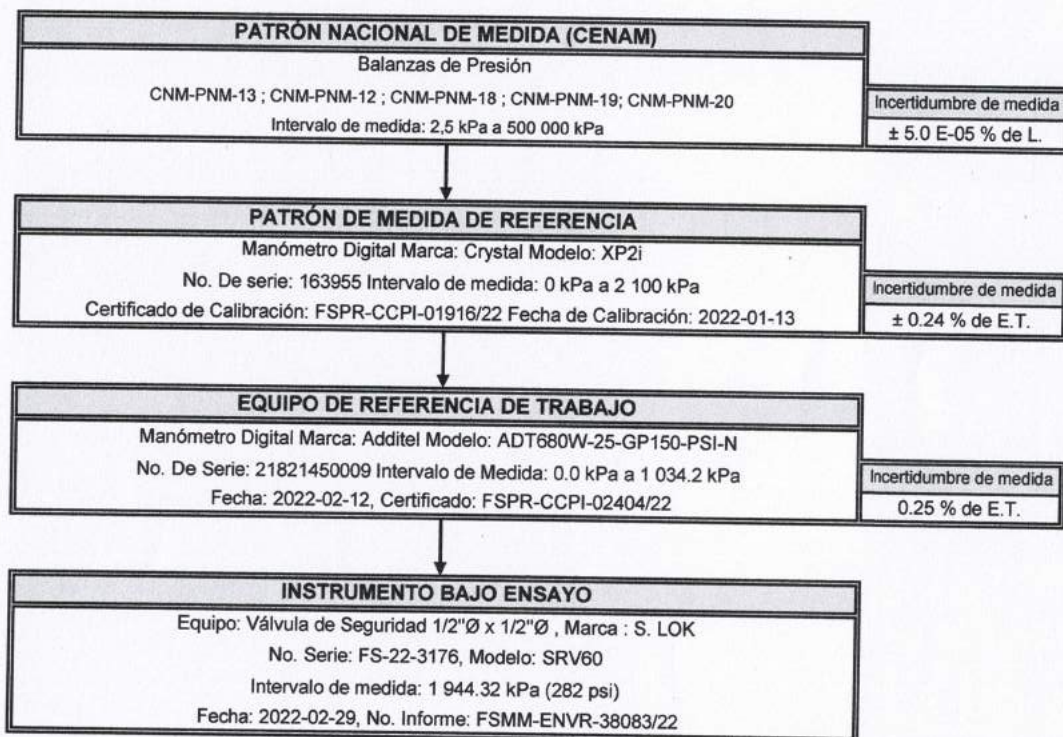 PATRÓN NACIONAL DE MEDIDA (CENAM)
Balanzas de Presión
CNM-PNM-13 ; CNM-PNM-12 ; CNM-PNM-18 ; CNM-PNM-19; CNM-PNM-20
Intervalo de medida: 2,5 kPa a 500 000 kPa
Incertidumbre de medida
± 5.0 E-05 % de L.
PATRÓN DE MEDIDA DE REFERENCIA
Manómetro Digital Marca: Crystal Modelo: XP2i
No. De serie: 163955 Intervalo de medida: 0 kPa a 2 100 kPa
Certificado de Calibración: FSPR-CCPI-01916/22 Fecha de Calibración: 2022-01-13
Incertidumbre de medida
± 0.24 % de E.T.
EQUIPO DE REFERENCIA DE TRABAJO
Manómetro Digital Marca: Additel Modelo: ADT680W-25-GP150-PSI-N
No. De Serie: 21821450009 Intervalo de Medida: 0.0 kPa a 1 034.2 kPa
Fecha: 2022-02-12, Certificado: FSPR-CCPI-02404/22
Incertidumbre de medida
0.25 % de E.T.
INSTRUMENTO BAJO ENSAYO
Equipo: Válvula de Seguridad 1/2"Ø x 1/2"Ø , Marca : S. LOK
No. Serie: FS-22-3176, Modelo: SRV60
Intervalo de medida: 1 944.32 kPa (282 psi)
Fecha: 2022-02-29, No. Informe: FSMM-ENVR-38083/22